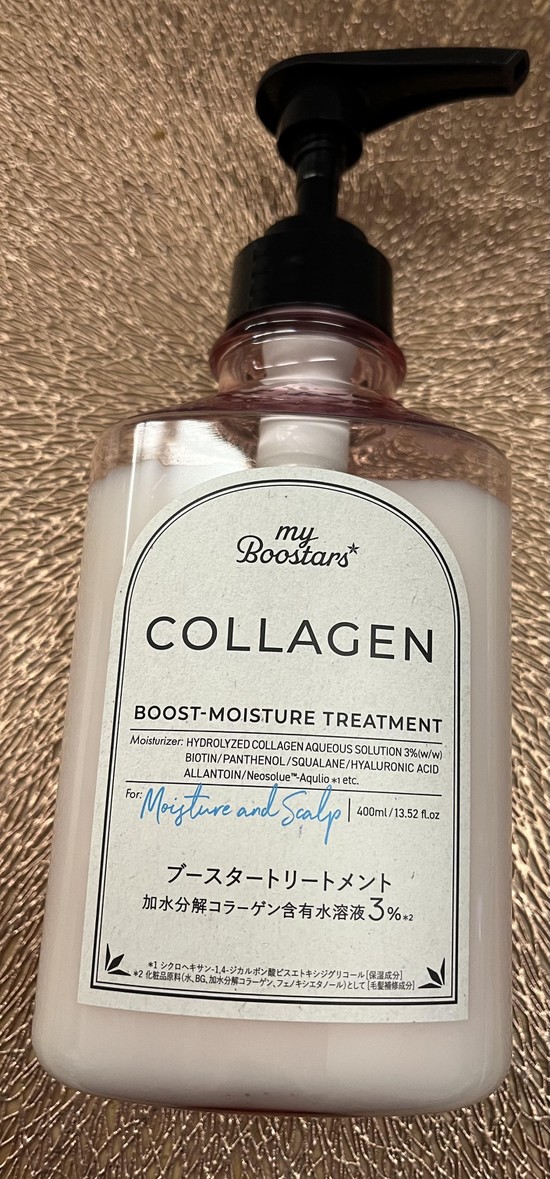 my
Boostars*
COLLAGEN
BOOST-MOISTURE TREATMENT
Moisturizer: HYDROLYZED COLLAGEN AQUEOUS SOLUTION 3%(w/w)
BIOTIN/PANTHENOL/SQUALANE/HYALURONIC ACID
ALLANTOIN/Neosolue™-Aqulio *1 etc.
For: Moisture and Scalp 400ml/13.52 fl.oz
ブースタートリートメント
加水分解コラーゲン含有水溶液3%*2
*1 シクロヘキサン-1,4-ジカルボン酸ビスエトキシジグリコール [保湿成分]
*2 化粧品原料(水、BG、加水分解コラーゲン、フェノキシエタノール)として [毛髪補修成分]